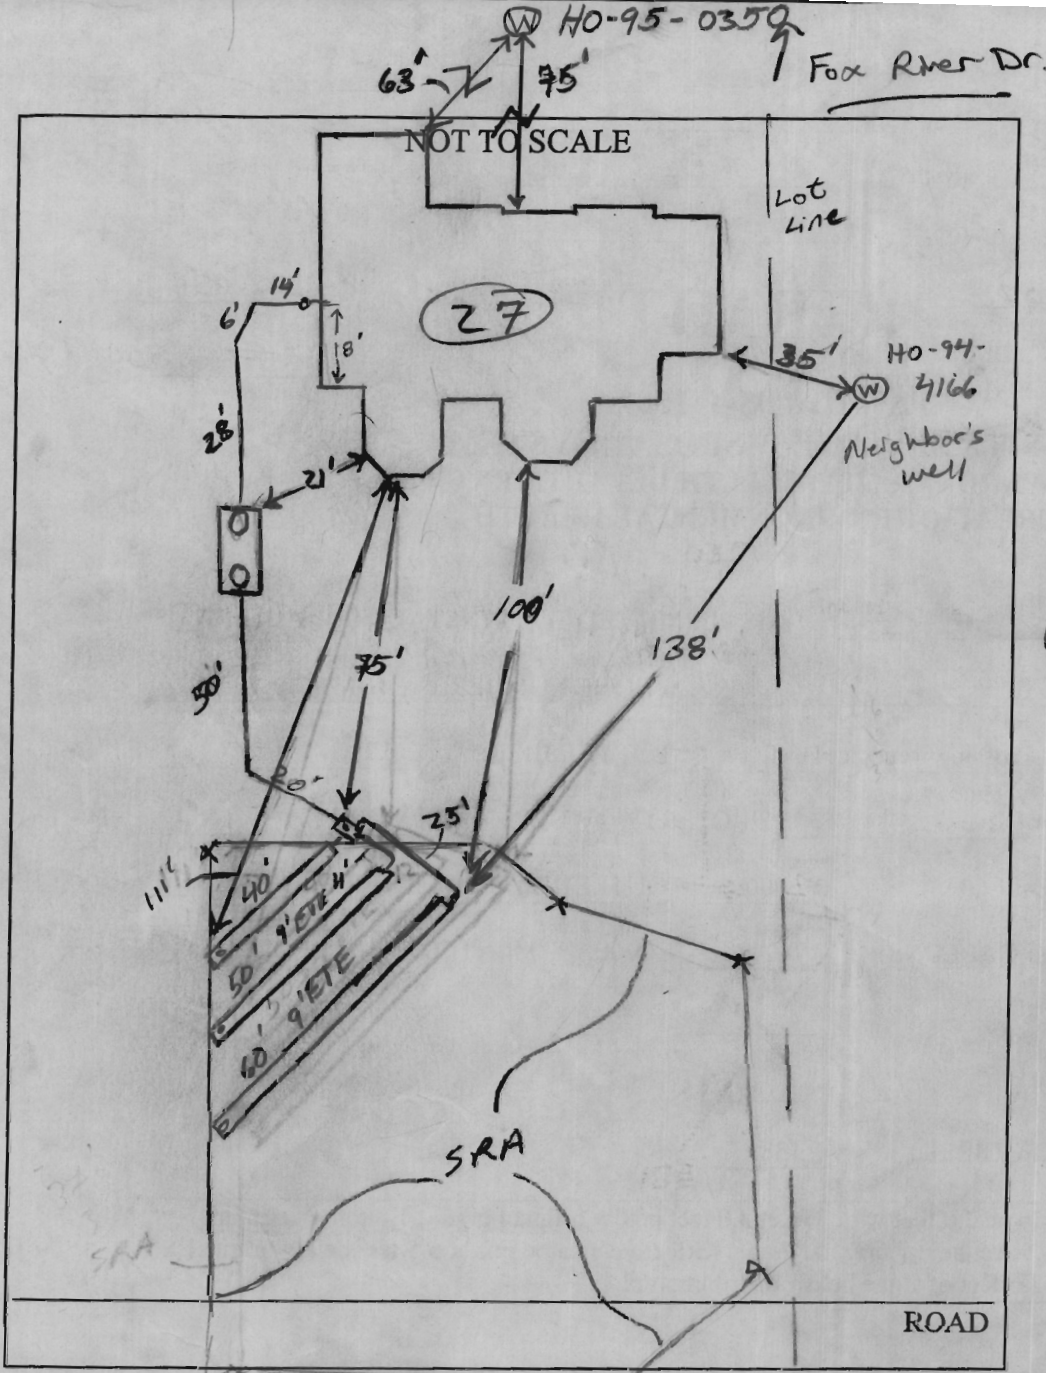 W HO-95-0350
63'
75'
Fox River Dr.
NOT TO SCALE
Lot
Line
14'
6'
27
18'
35'
HO-94-
4166
W
28'
Neighbor's
well
21'
100'
75'
138'
50'
20'
25'
111'
40'
4'
9' ETE
50'
9' ETE
60'
SRA
SRA
ROAD